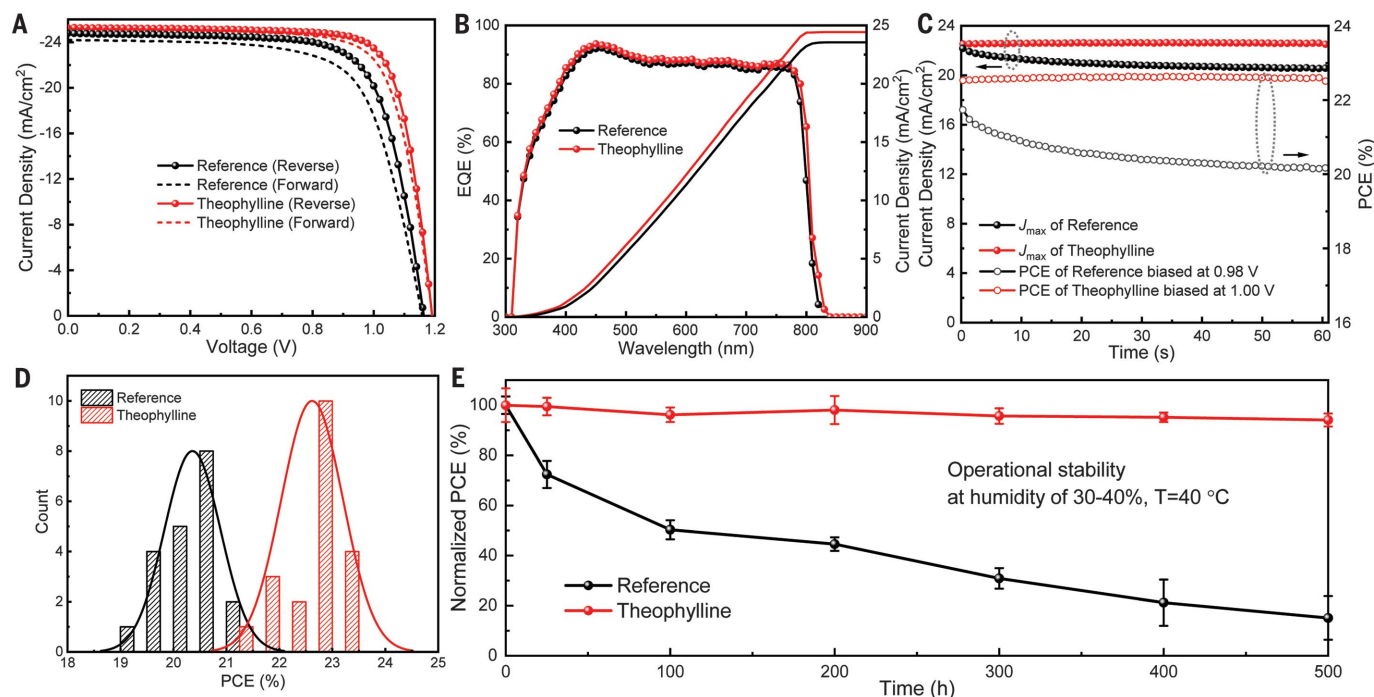 A
Current Density (mA/cm²)
-24
-20
-16
-12
-8
-4
0
Reference (Reverse)
Reference (Forward)
Theophylline (Reverse)
Theophylline (Forward)
0.0 0.2 0.4 0.6 0.8 1.0 1.2
Voltage (V)
B
EQE (%)
100
80
60
40
20
0
Reference
Theophylline
25
20
15
10
5
0
Current Density (mA/cm²)
300 400 500 600 700 800 900
Wavelength (nm)
C
Current Density (mA/cm²)
24
20
16
12
8
4
0
Jmax of Reference
Jmax of Theophylline
PCE of Reference biased at 0.98 V
PCE of Theophylline biased at 1.00 V
24
22
20
18
16
PCE (%)
0 10 20 30 40 50 60
Time (s)
D
Count
10
8
6
4
2
0
Reference
Theophylline
18 19 20 21 22 23 24 25
PCE (%)
E
Normalized PCE (%)
100
80
60
40
20
0
Operational stability
at humidity of 30-40%, T=40 °C
Reference
Theophylline
0 100 200 300 400 500
Time (h)